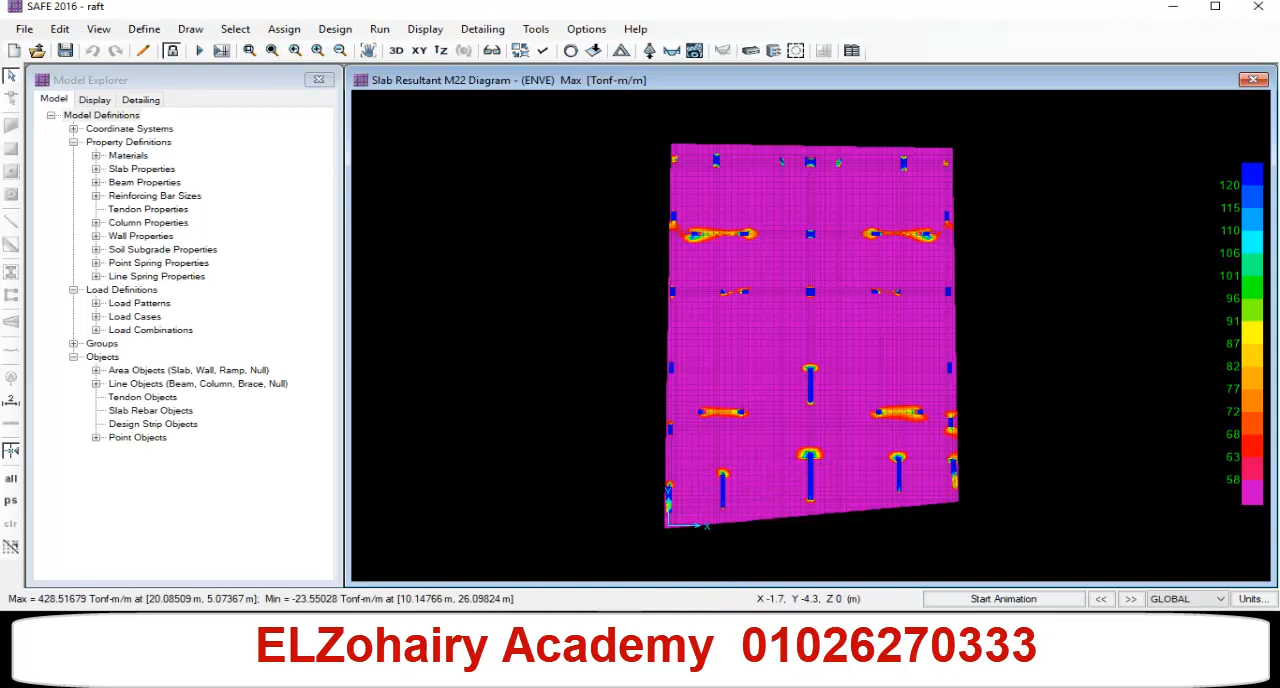 SAFE 2016 - raft
File Edit View Define Draw Select Assign Design Run Display Detailing Tools Options Help
3D XY
Model Explorer
Slab Resultant M22 Diagram - (ENVE) Max [Tonf-m/m]
Model Display Detailing
Model Definitions
Coordinate Systems
Property Definitions
Materials
Slab Properties
Beam Properties
Reinforcing Bar Sizes
Tendon Properties
Column Properties
Wall Properties
Soil Subgrade Properties
Point Spring Properties
Line Spring Properties
Load Definitions
Load Patterns
Load Cases
Load Combinations
Groups
Objects
Area Objects (Slab, Wall, Ramp, Null)
Line Objects (Beam, Column, Brace, Null)
Tendon Objects
Slab Rebar Objects
Design Strip Objects
Point Objects
all
ps
clr
X
120
115
110
106
101
96
91
87
82
77
72
68
63
58
Max = 428.51679 Tonf-m/m at [20.08509 m, 5.07367 m]; Min = -23.55028 Tonf-m/m at [10.14766 m, 26.09824 m]
X -1.7, Y -4.3, Z 0 (m)
Start Animation << >> GLOBAL Units...
ELZohairy Academy 01026270333